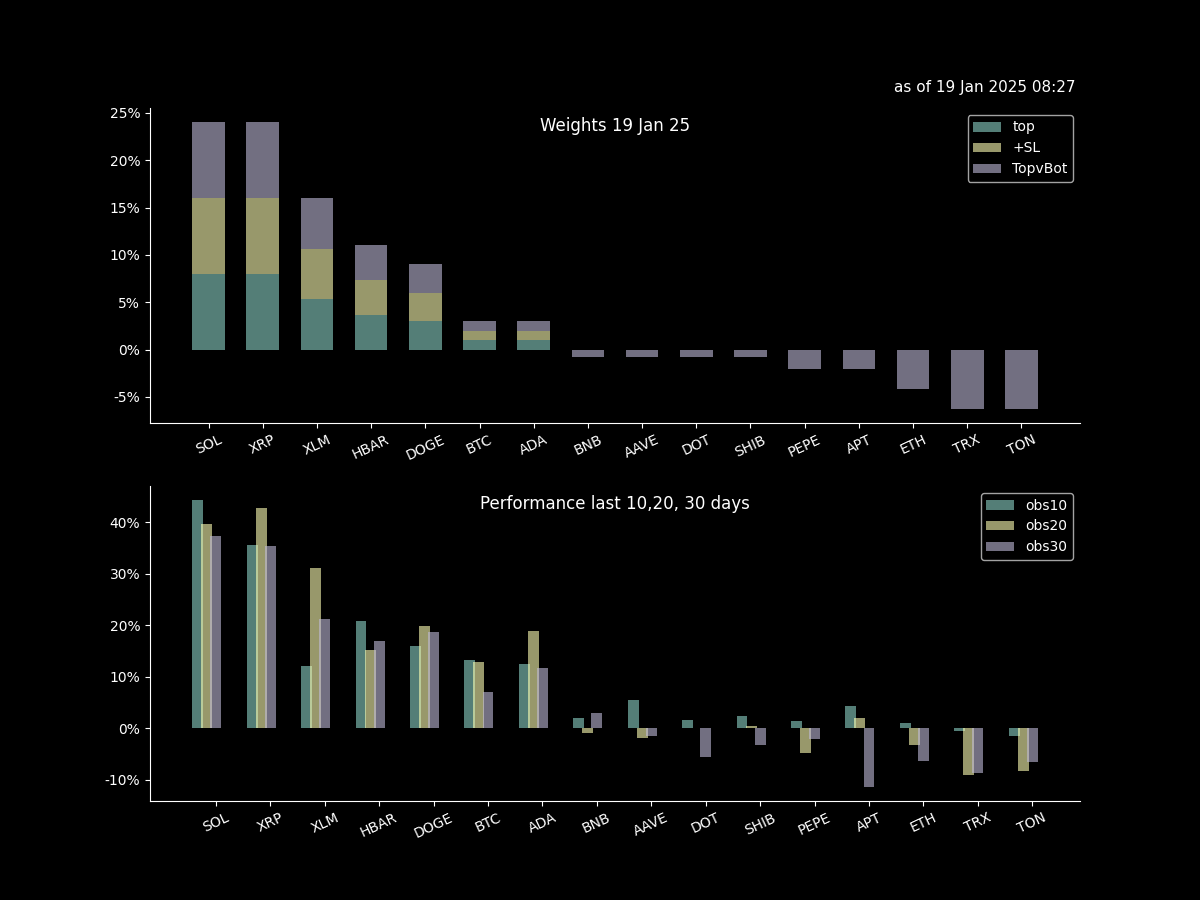 as of 19 Jan 2025 08:27
Weights 19 Jan 25
top
+SL
TopvBot
25%
20%
15%
10%
5%
0%
-5%
SOL XRP XLM HBAR DOGE BTC ADA BNB AAVE DOT SHIB PEPE APT ETH TRX TON
Performance last 10,20, 30 days
obs10
obs20
obs30
40%
30%
20%
10%
0%
-10%
SOL XRP XLM HBAR DOGE BTC ADA BNB AAVE DOT SHIB PEPE APT ETH TRX TON